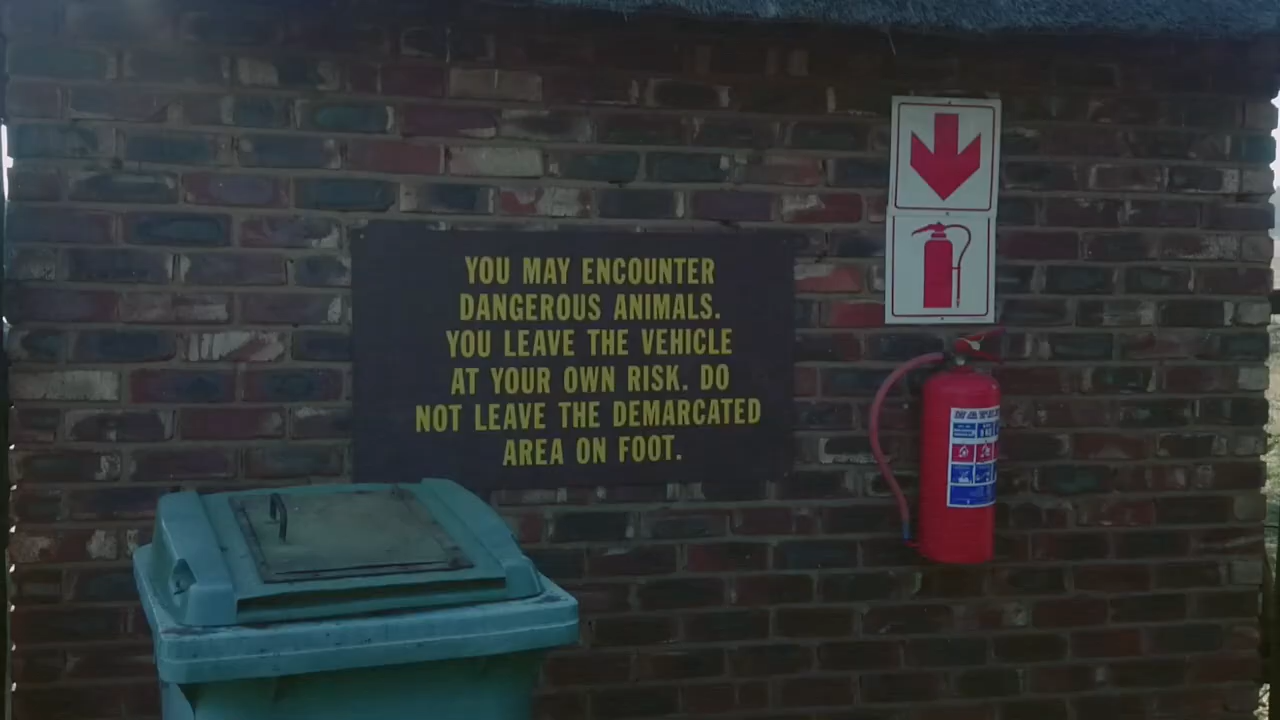 YOU MAY ENCOUNTER
DANGEROUS ANIMALS.
YOU LEAVE THE VEHICLE
AT YOUR OWN RISK. DO
NOT LEAVE THE DEMARCATED
AREA ON FOOT.